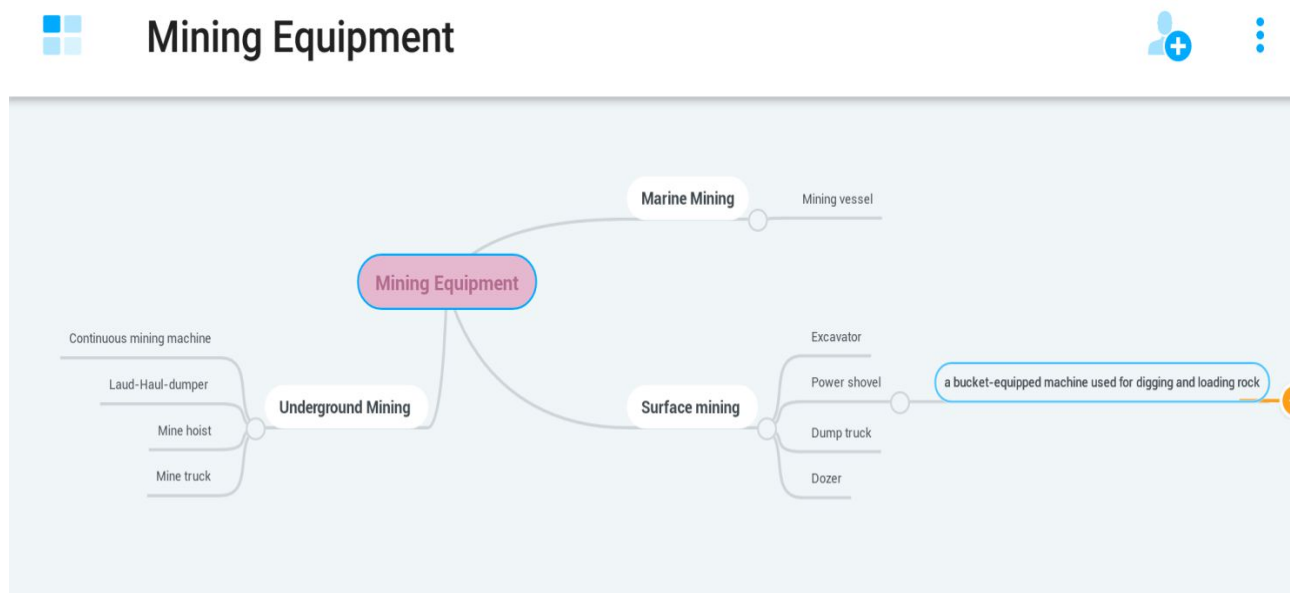 Mining Equipment
Marine Mining
Mining vessel
Mining Equipment
Continuous mining machine
Laud-Haul-dumper
Mine hoist
Mine truck
Underground Mining
Surface mining
Excavator
Power shovel
a bucket-equipped machine used for digging and loading rock
Dump truck
Dozer